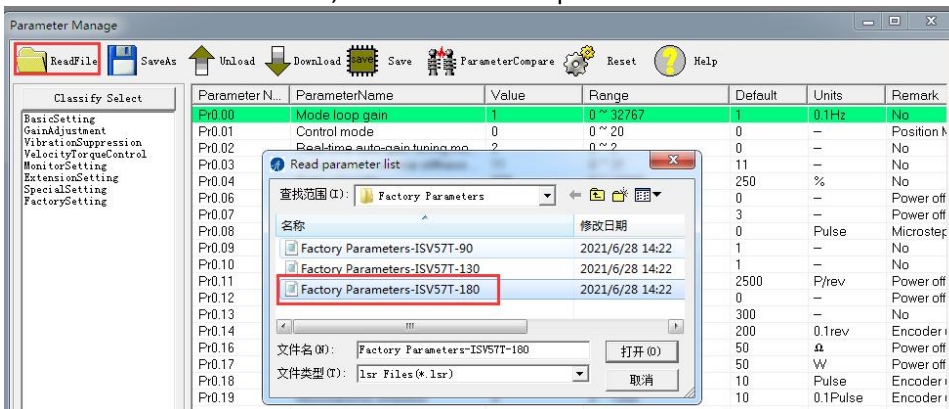 Parameter Manage
ReadFile SaveAs Unload Download save Save ParameterCompare Reset ? Help
Classify Select
BasicSetting
GainAdjustment
VibrationSuppression
VelocityTorqueControl
MonitorSetting
ExtensionSetting
SpecialSetting
FactorySetting
Parameter N... ParameterName Value Range Default Units Remark
Pr0.00 Mode loop gain 1 0 ~ 32767 1 0.1Hz No
Pr0.01 Control mode 0 0 ~ 20 0 – Position
Pr0.02 Real-time auto-gain tuning mo... 2 0 ~ 2 0 – No
Pr0.03 11 – No
Pr0.04 250 % No
Pr0.06 0 – Power off
Pr0.07 3 – Power off
Pr0.08 0 Pulse Microstep
Pr0.09 1 – No
Pr0.10 1 – No
Pr0.11 2500 P/rev Power off
Pr0.12 0 – Power off
Pr0.13 300 – No
Pr0.14 200 0.1rev Encoder
Pr0.16 50 Ω Power off
Pr0.17 50 W Power off
Pr0.18 10 Pulse Encoder
Pr0.19 10 0.1Pulse Encoder
Read parameter list
查找范围(I): Factory Parameters
名称 修改日期
Factory Parameters-ISV57T-90 2021/6/28 14:22
Factory Parameters-ISV57T-130 2021/6/28 14:22
Factory Parameters-ISV57T-180 2021/6/28 14:22
文件名(N): Factory Parameters-ISV57T-180 打开(O)
文件类型(T): lsr Files(*.lsr) 取消